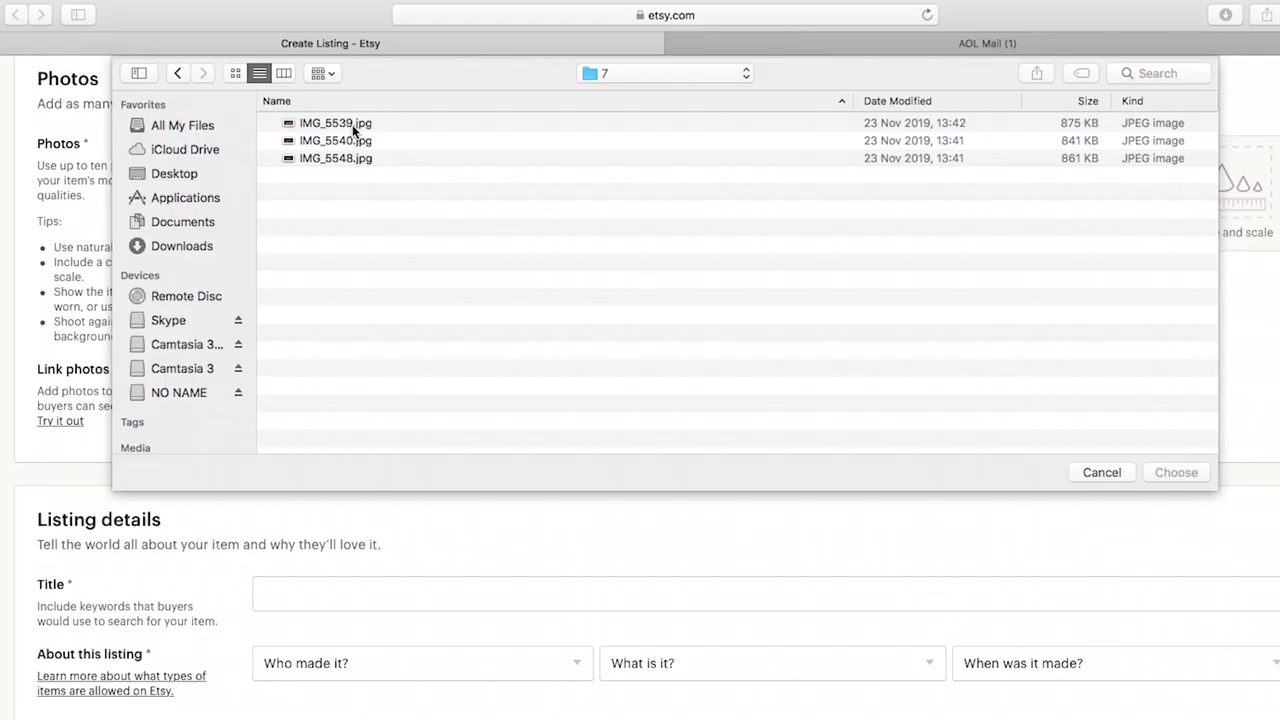 etsy.com
Create Listing - Etsy
AOL Mail (1)
7
Search
Photos
Add as many
Photos *
Use up to ten
your item's mo
qualities.
Tips:
Use natura
Include a c
scale.
Show the it
worn, or us
Shoot agai
background
Link photos
Add photos to
buyers can see
Try it out
Favorites
All My Files
iCloud Drive
Desktop
Applications
Documents
Downloads
Devices
Remote Disc
Skype
Camtasia 3...
Camtasia 3
NO NAME
Tags
Media
Name Date Modified Size Kind
IMG_5539.jpg 23 Nov 2019, 13:42 875 KB JPEG image
IMG_5540.jpg 23 Nov 2019, 13:41 841 KB JPEG image
IMG_5548.jpg 23 Nov 2019, 13:41 861 KB JPEG image
and scale
Cancel Choose
Listing details
Tell the world all about your item and why they'll love it.
Title *
Include keywords that buyers
would use to search for your item.
About this listing *
Learn more about what types of
items are allowed on Etsy.
Who made it?
What is it?
When was it made?